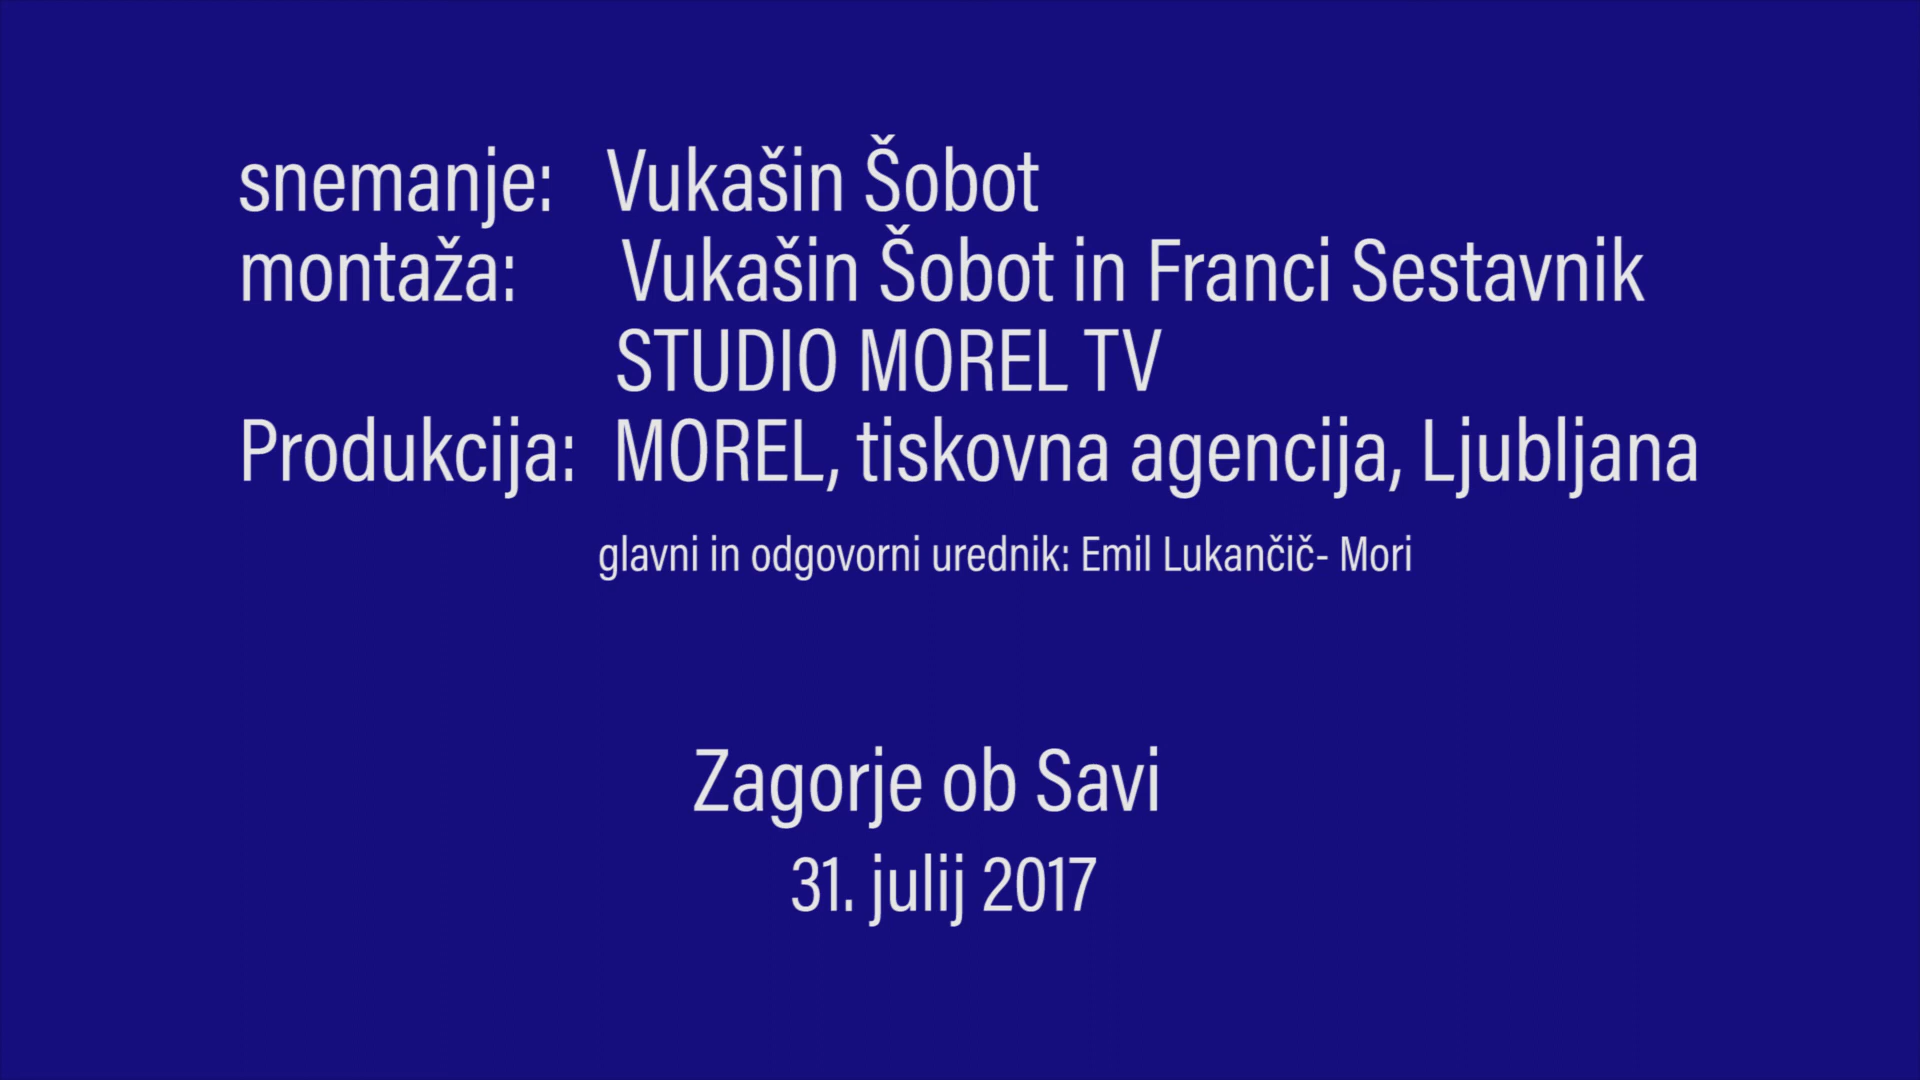 snemanje: Vukašin Šobot
montaža: Vukašin Šobot in Franci Sestavnik
STUDIO MOREL TV
Produkcija: MOREL, tiskovna agencija, Ljubljana
glavni in odgovorni urednik: Emil Lukančič- Mori
Zagorje ob Savi
31. julij 2017